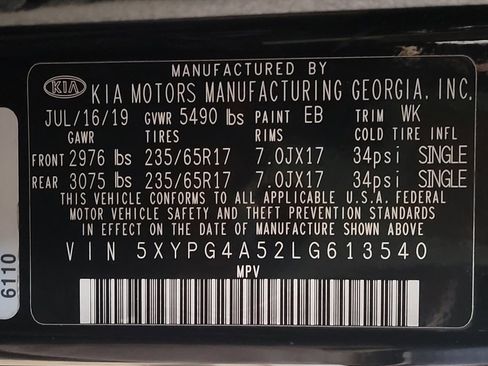 MANUFACTURED BY
KIA KIA MOTORS MANUFACTURING GEORGIA, INC.
JUL/16/19 GVWR 5490 lbs PAINT EB TRIM WK
GAWR TIRES RIMS COLD TIRE INFL
FRONT 2976 lbs 235/65R17 7.0JX17 34psi SINGLE
REAR 3075 lbs 235/65R17 7.0JX17 34psi SINGLE
THIS VEHICLE CONFORMS TO ALL APPLICABLE U.S.A. FEDERAL
MOTOR VEHICLE SAFETY AND THEFT PREVENTION STANDARDS
IN EFFECT ON THE DATE OF MANUFACTURE SHOWN ABOVE.
VIN 5XYPG4A52LG613540
MPV
6110